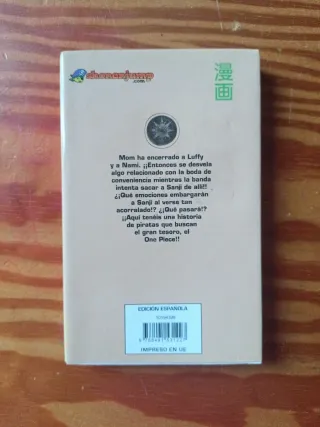 shonenjump
.com
漫
画
Mom ha encerrado a Luffy
y a Nami. ¡¡Entonces se desvela
algo relacionado con la boda de
conveniencia mientras la banda
intenta sacar a Sanji de allí!!
¿¡Qué emociones embargarán
a Sanji al verse tan
acorralado!? ¿¡Qué pasará!?
¡¡Aquí tenéis una historia
de piratas que buscan
el gran tesoro, el
One Piece!!
EDICIÓN ESPAÑOLA
IMPRESO EN UE